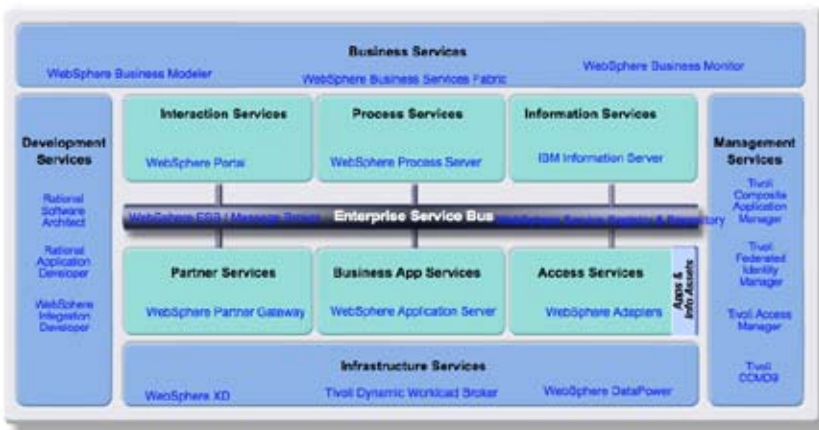 Business Services
WebSphere Business Modeler
WebSphere Business Services Fabric
WebSphere Business Monitor
Development
Services
Rational
Software
Architect
Rational
Application
Developer
WebSphere
Integration
Developer
Interaction Services
WebSphere Portal
Process Services
WebSphere Process Server
Information Services
IBM Information Server
WebSphere ESB / Message Broker
Enterprise Service Bus
WebSphere Service Registry & Repository
Partner Services
WebSphere Partner Gateway
Business App Services
WebSphere Application Server
Access Services
WebSphere Adapters
Apps &
Info Assets
Infrastructure Services
WebSphere XD
Tivoli Dynamic Workload Broker
WebSphere DataPower
Management
Services
Tivoli
Composite
Application
Manager
Tivoli
Federated
Identity
Manager
Tivoli Access
Manager
Tivoli
CCMDB